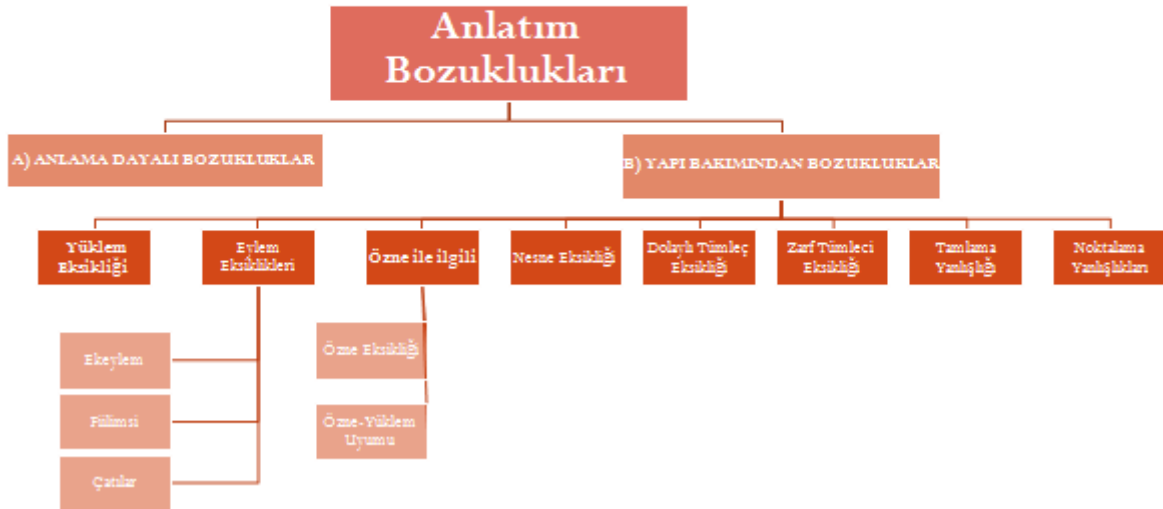 Anlatım
Bozuklukları
A) ANLAMA DAYALI BOZUKLUKLAR
B) YAPI BAKIMINDAN BOZUKLUKLAR
Yüklem
Eksikliği
Eylem
Eksiklikleri
Özne ile ilgili
Nesne Eksikliği
Dolaylı Tümleç
Eksikliği
Zarf Tümleci
Eksikliği
Tamlama
Yanlışlığı
Noktalama
Yanlışlıkları
Ekeylem
Fiilimsi
Çatılar
Özne Eksikliği
Özne-Yüklem
Uyumu